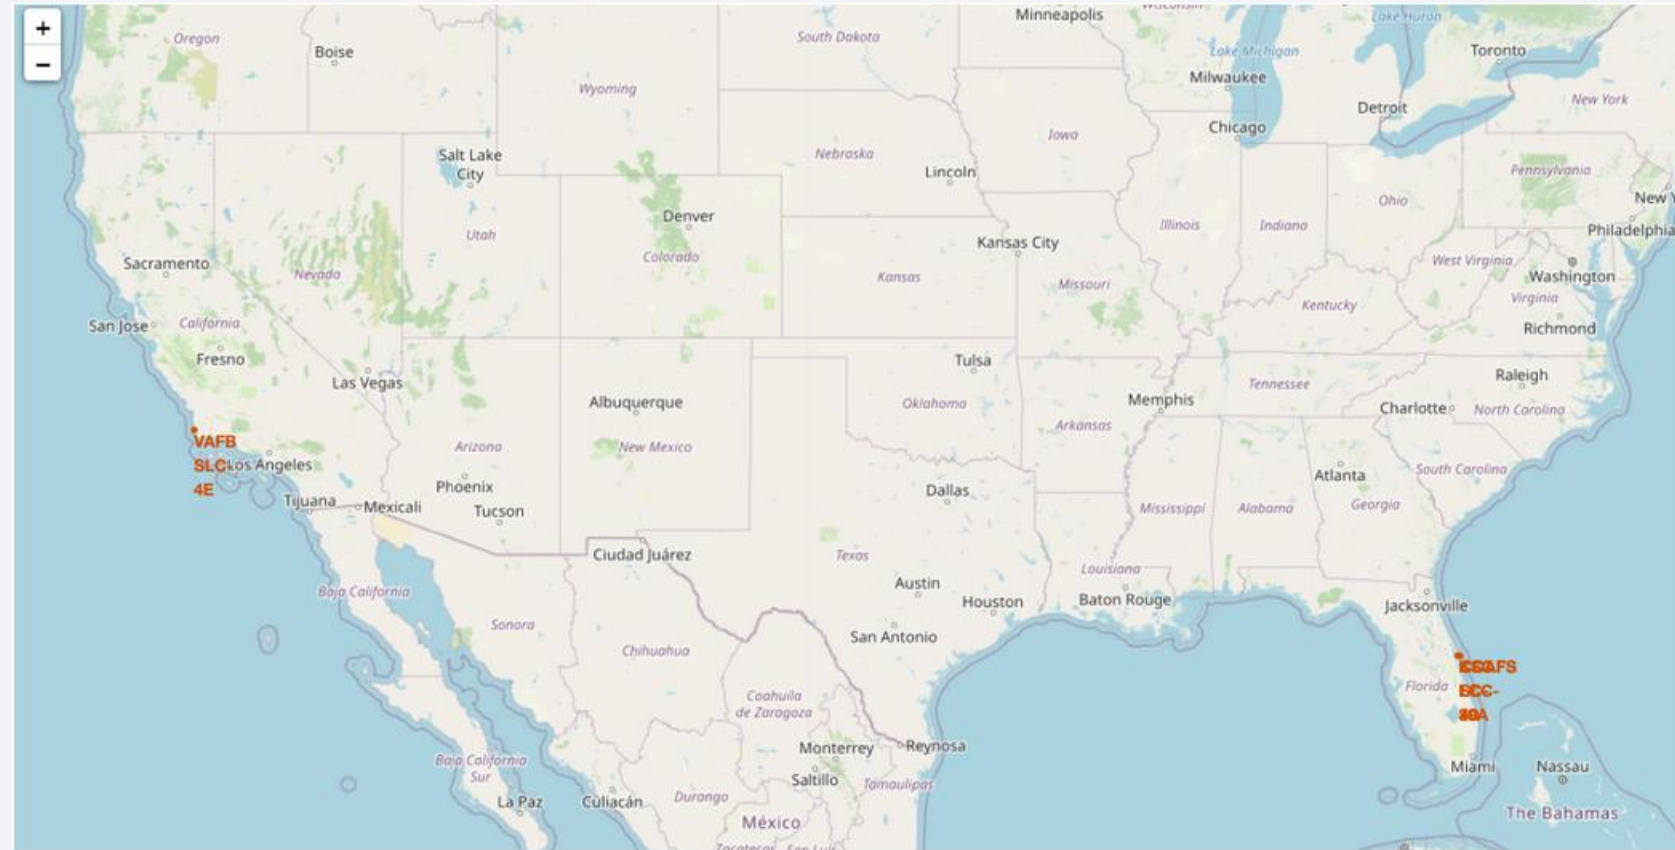 +
−
Oregon
Boise
South Dakota
Minneapolis
Wisconsin
Lake Huron
Lake Michigan
Toronto
Milwaukee
Wyoming
New York
Detroit
Chicago
Iowa
Salt Lake
City
Nebraska
Lincoln
Pennsylvania
Ohio
New Y
Denver
Utah
Illinois
Indiana
Philadelphia
Kansas City
Colorado
Sacramento
Nevada
Kansas
Missouri
West Virginia
Washington
Virginia
Kentucky
San Jose
California
Richmond
Fresno
Tulsa
Las Vegas
Tennessee
Raleigh
Albuquerque
Oklahoma
Memphis
Charlotte
North Carolina
Arkansas
VAFB
SLC-
4E
Los Angeles
Arizona
New Mexico
Atlanta
South Carolina
Phoenix
Dallas
Tijuana
Mexicali
Tucson
Mississippi
Alabama
Georgia
Ciudad Juárez
Texas
Louisiana
Baja California
Austin
Houston
Baton Rouge
Jacksonville
Sonora
San Antonio
Chihuahua
Florida
Coahuila
de Zaragoza
Monterrey
Reynosa
Baja California
Sur
Saltillo
Tamaulipas
Miami
Nassau
La Paz
Culiacán
Durango
México
The Bahamas
Zacatecas
San Luis